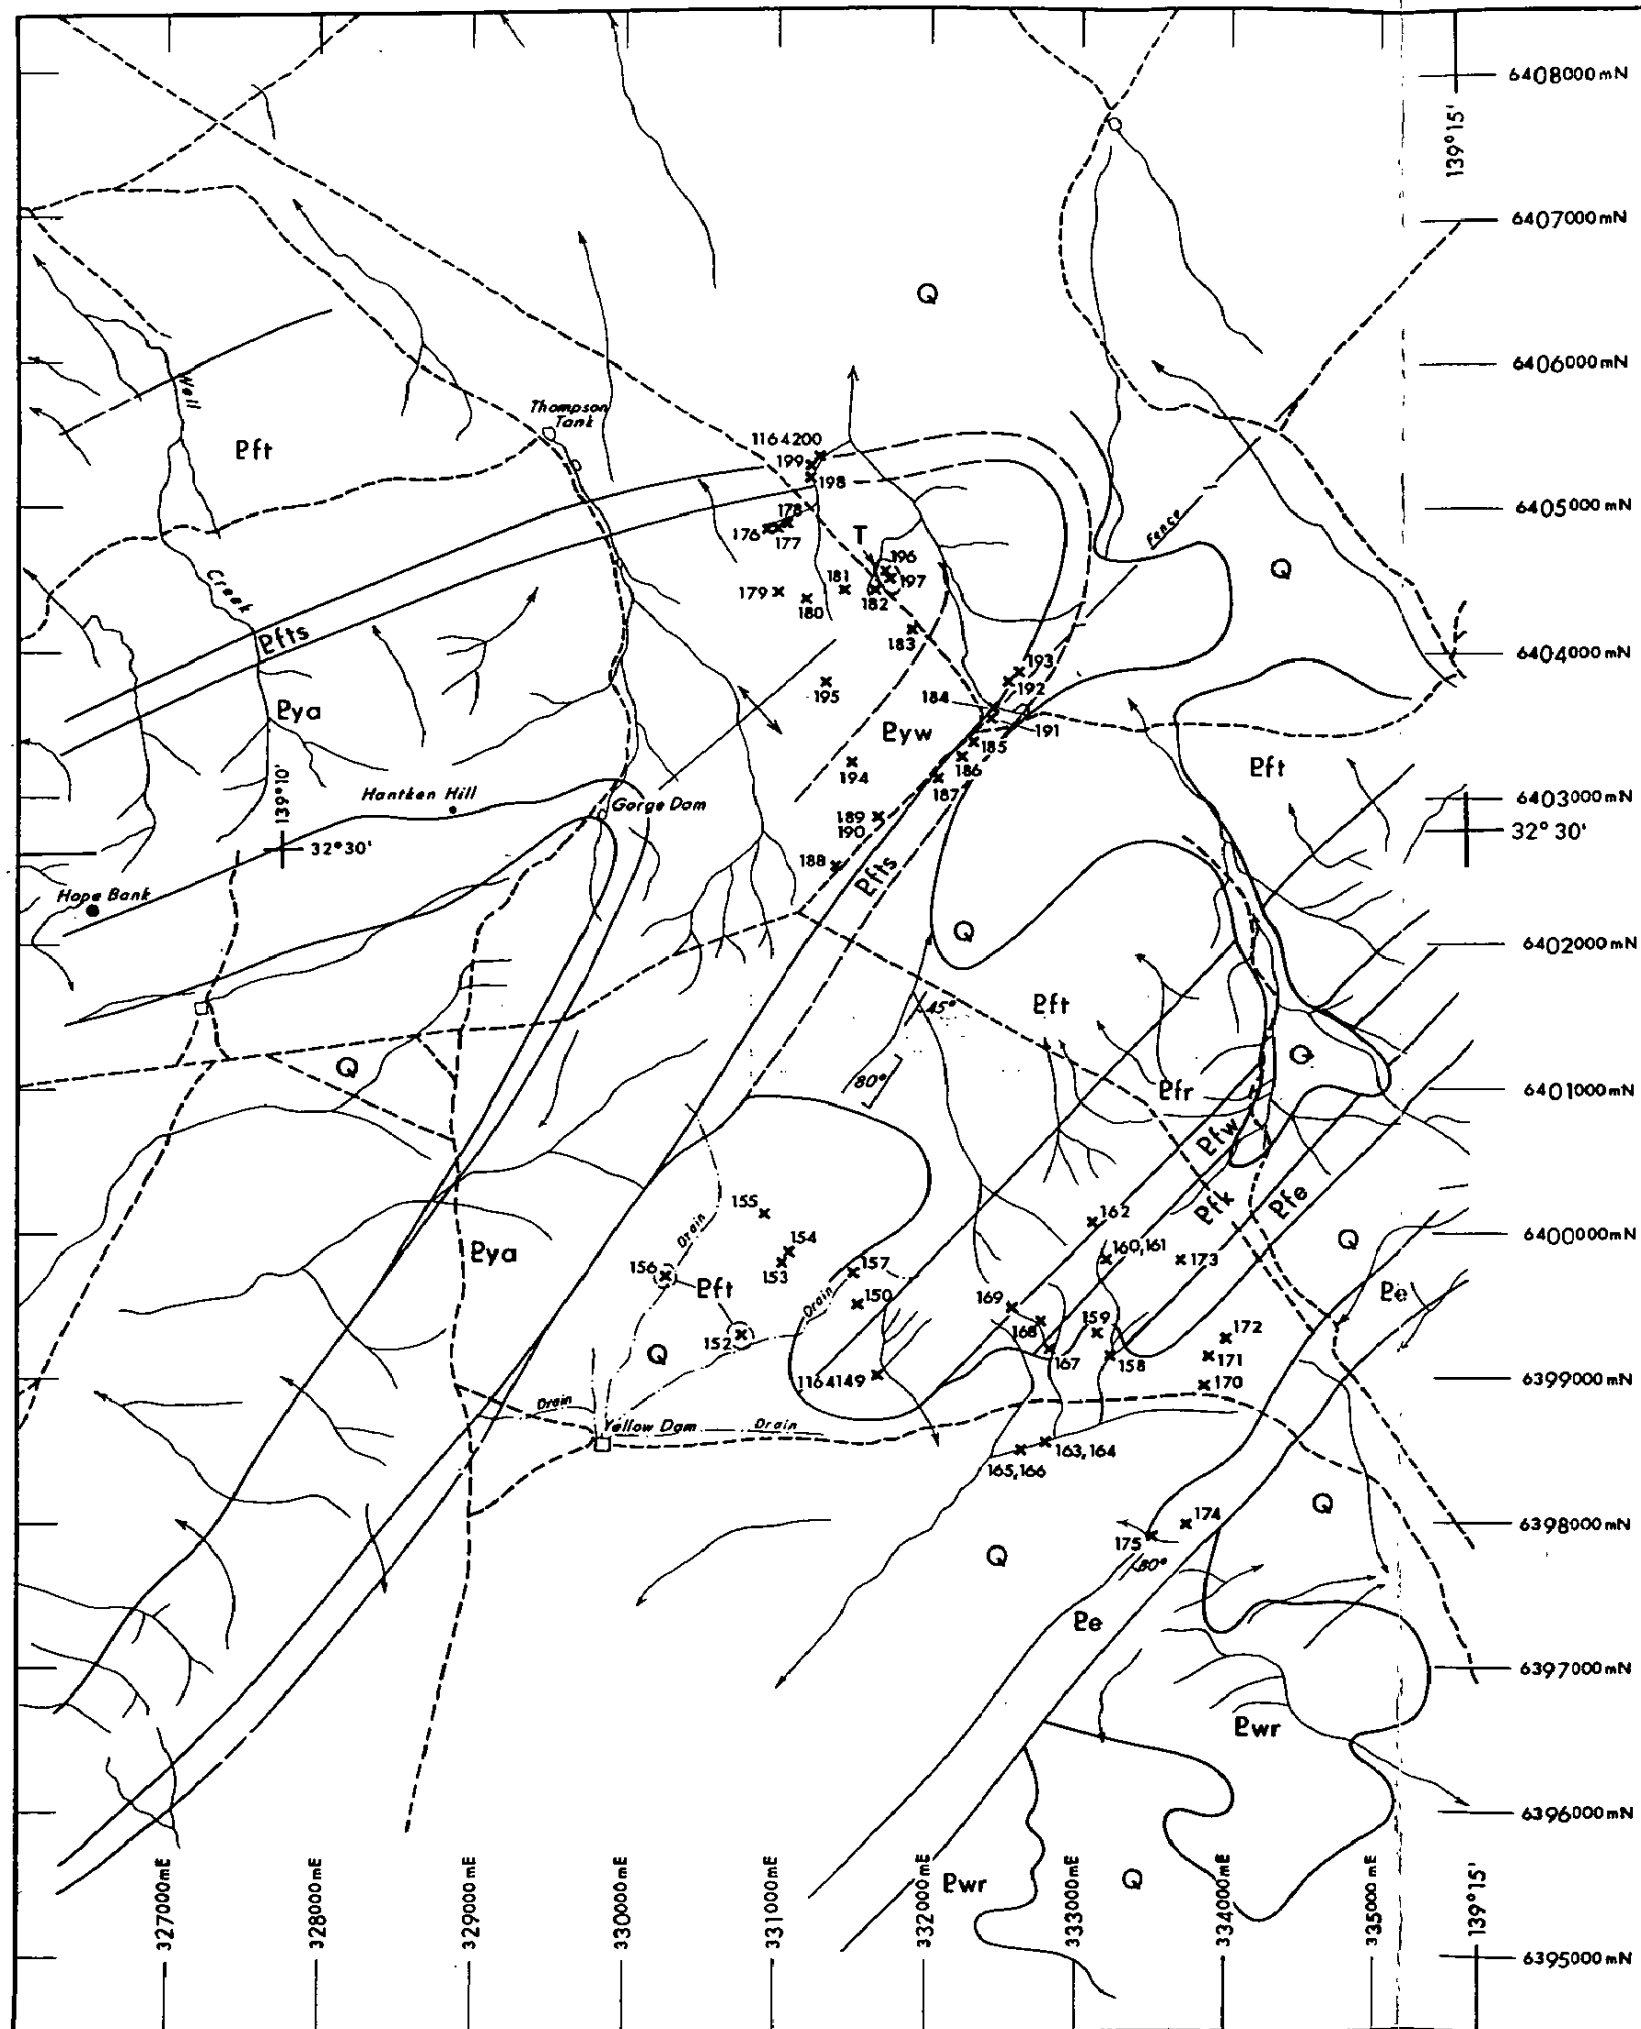 6408000mN
139°15'
6407000mN
Q
6406000mN
Hell
Thompson
Tank
1164200
Pft
199
198
6405000mN
178
176
177
Fence
T
196
Q
181
197
179
180
182
Creek
183
Pfts
193
6404000mN
192
195
184
Pya
Pyw
191
185
Pft
186
194
139°10'
Hantken Hill
187
Gorge Dam
6403000mN
189
190
32°30'
32°30'
188
Pfts
Hope Bank
Q
6402000mN
45°
Pft
Q
Q
80°
Pfr
6401000mN
Pfw
Pfk
Pfe
155
162
Drain
Q
6400000mN
154
160,161
Pya
157
173
156
153
Pft
Pe
150
Drain
169
159
172
168
152
Q
167
158
171
1164149
170
6399000mN
Drain
Yellow Dam
Drain
163,164
165,166
Q
174
6398000mN
175
Q
80°
Pe
6397000mN
Pwr
6396000mN
Q
Pwr
327000mE
328000mE
329000mE
330000mE
331000mE
332000mE
333000mE
334000mE
335000mE
139°15'
6395000mN